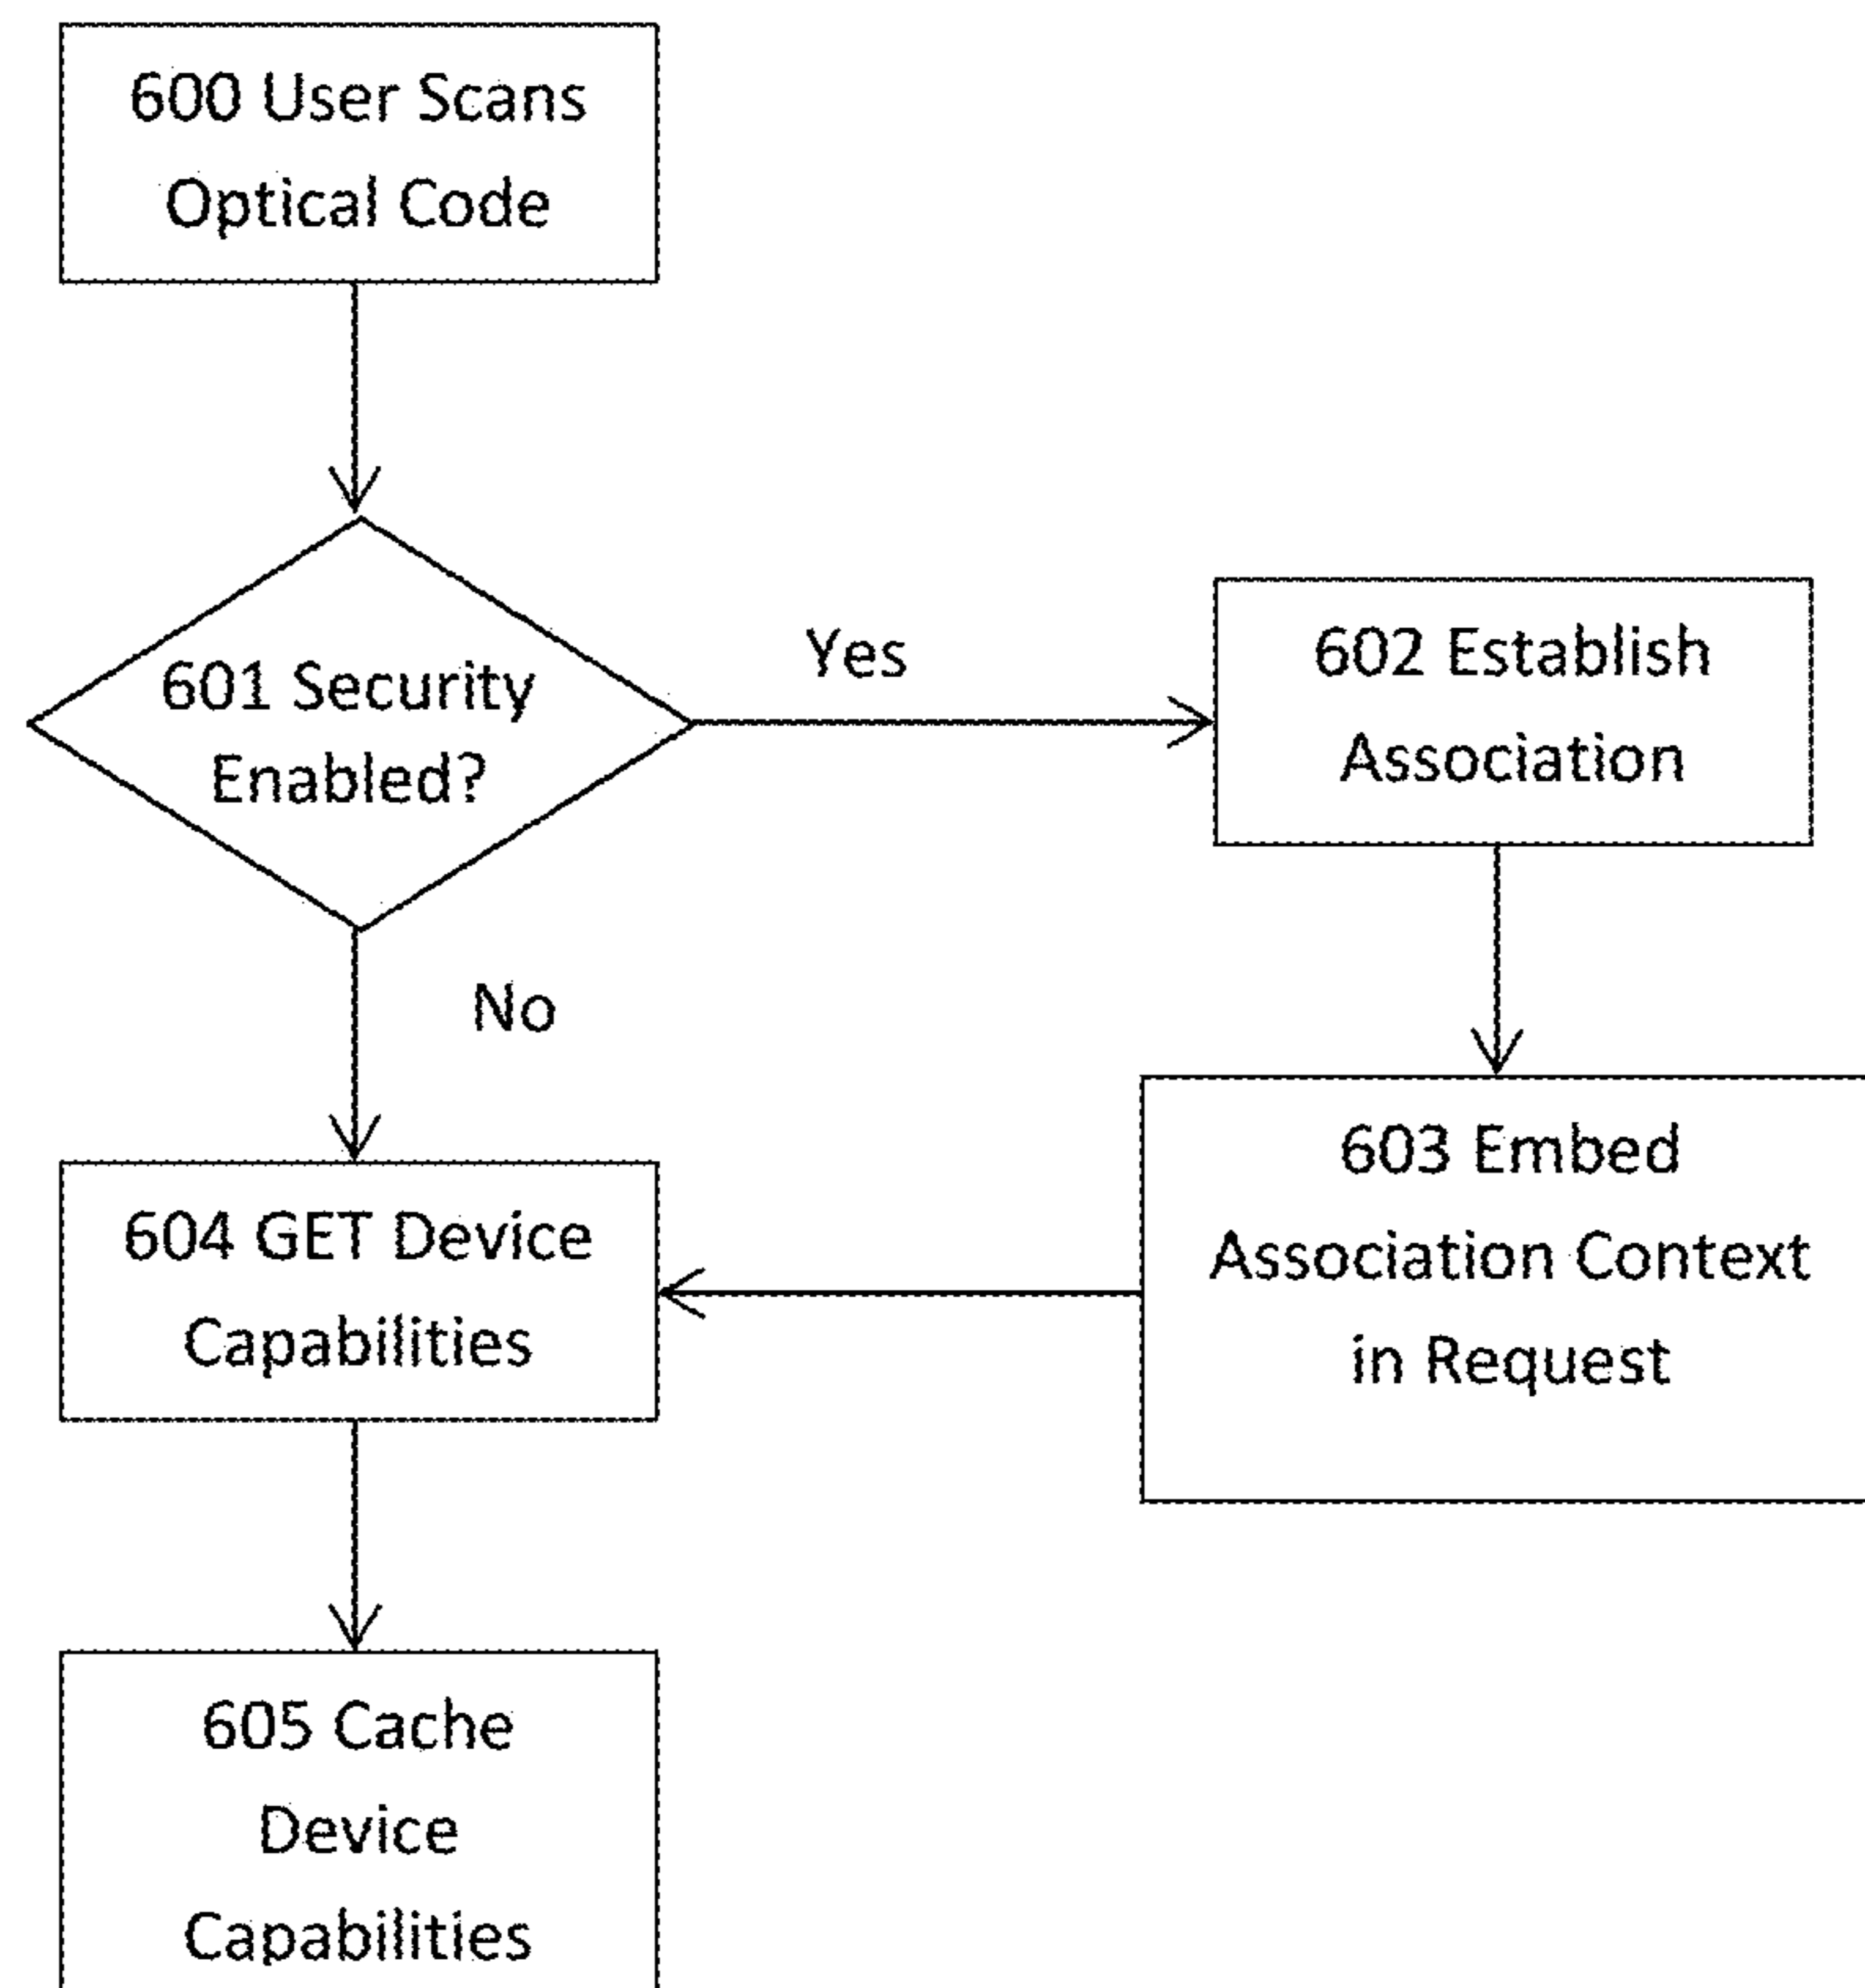 600 User Scans
Optical Code
601 Security
Enabled?
Yes
602 Establish
Association
No
603 Embed
Association Context
in Request
604 GET Device
Capabilities
605 Cache
Device
Capabilities